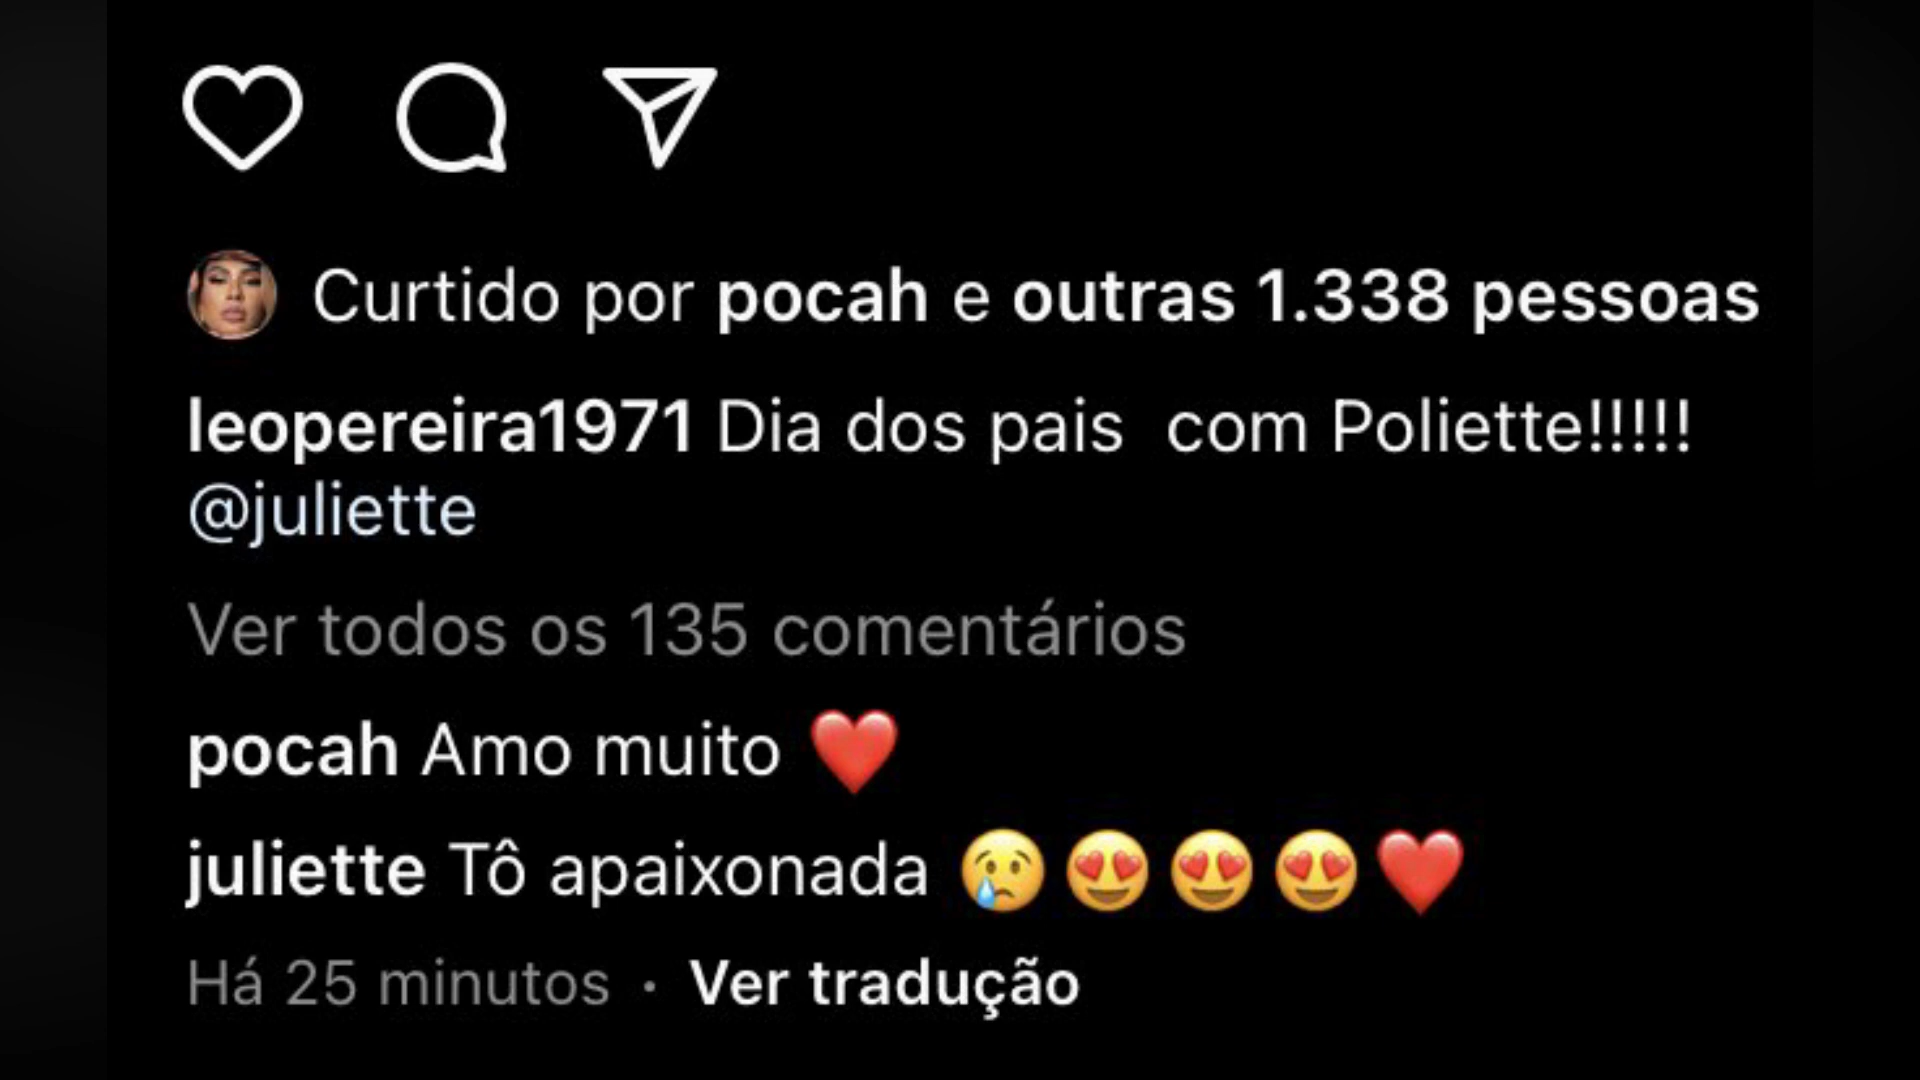 Curtido por pocah e outras 1.338 pessoas
leopereira1971 Dia dos pais  com Poliette!!!!!
@juliette
Ver todos os 135 comentários
pocah Amo muito ❤️
juliette Tô apaixonada 😢😍😍😍❤️
Há 25 minutos · Ver tradução